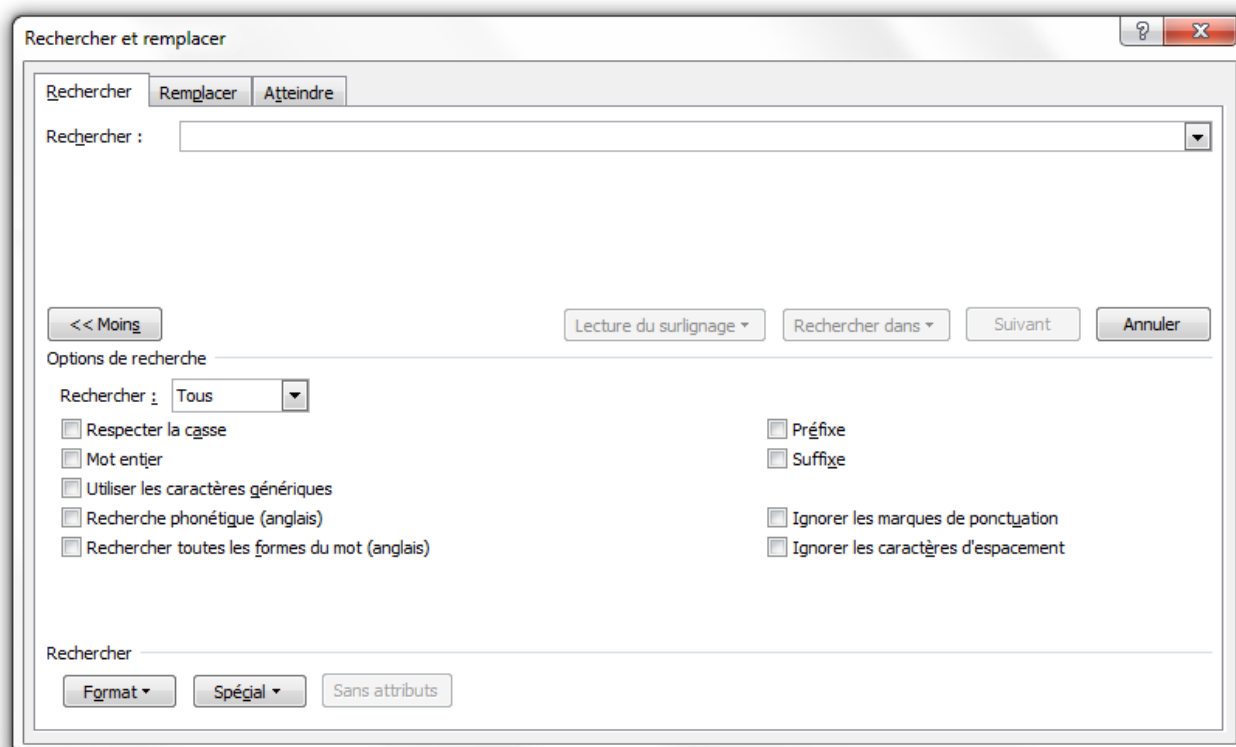 Rechercher et remplacer
Rechercher Remplacer Atteindre
Rechercher :
<< Moins Lecture du surlignage Rechercher dans Suivant Annuler
Options de recherche
Rechercher : Tous
Respecter la casse Préfixe
Mot entier Suffixe
Utiliser les caractères génériques
Recherche phonétique (anglais) Ignorer les marques de ponctuation
Rechercher toutes les formes du mot (anglais) Ignorer les caractères d'espacement
Rechercher
Format Spécial Sans attributs